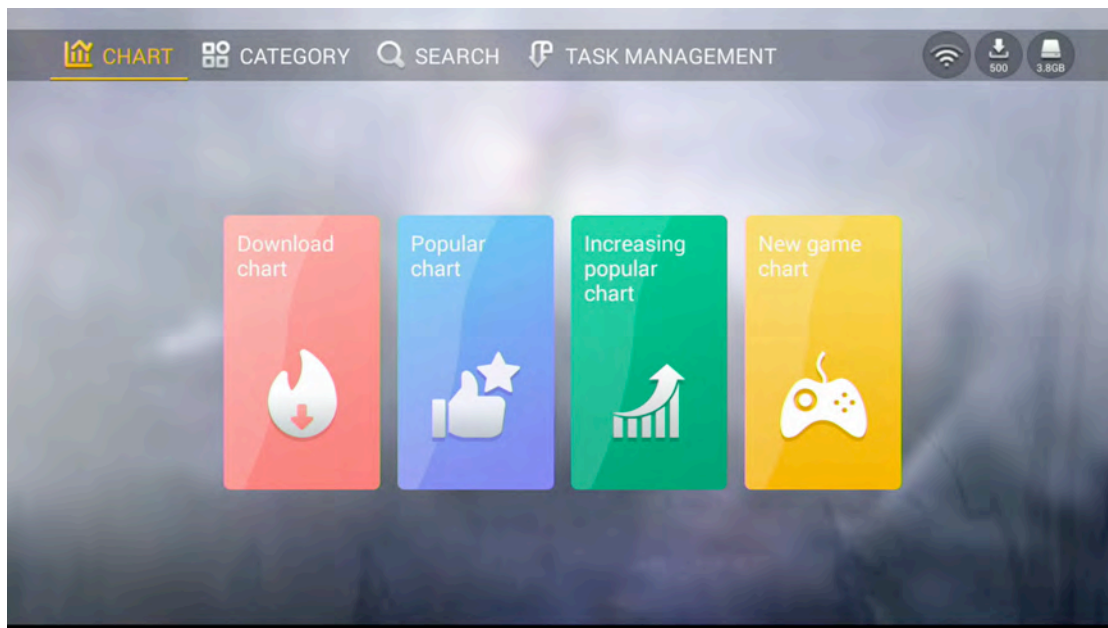 CHART CATEGORY SEARCH TASK MANAGEMENT
500 3.8GB
Download
chart
Popular
chart
Increasing
popular
chart
New game
chart